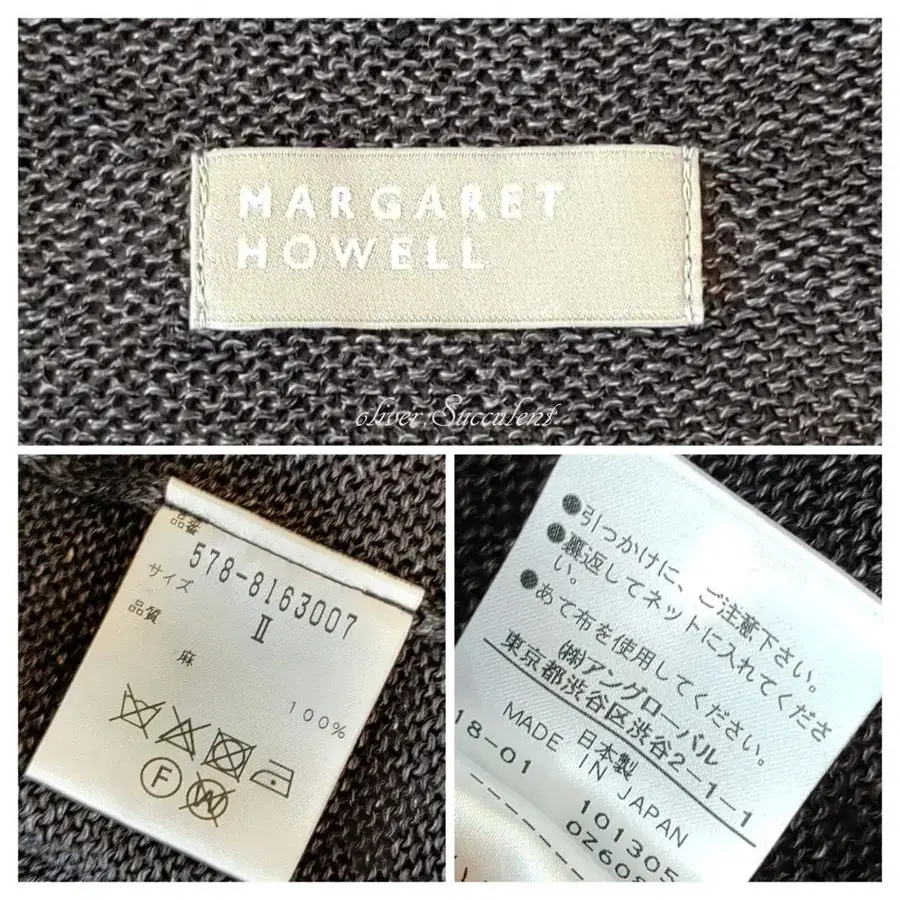 MARGARET
HOWELL
oliver.Succulent
品番
578-8163007
サイズ
II
品質
麻
100%
F
W
●引つかけに、ご注意下さい。
●裏返してネットに入れてくださ
い。
●あて布を使用してください。
㈱アングローバル
東京都渋谷区渋谷2-1-1
日本製
MADE IN JAPAN
18-01
101305